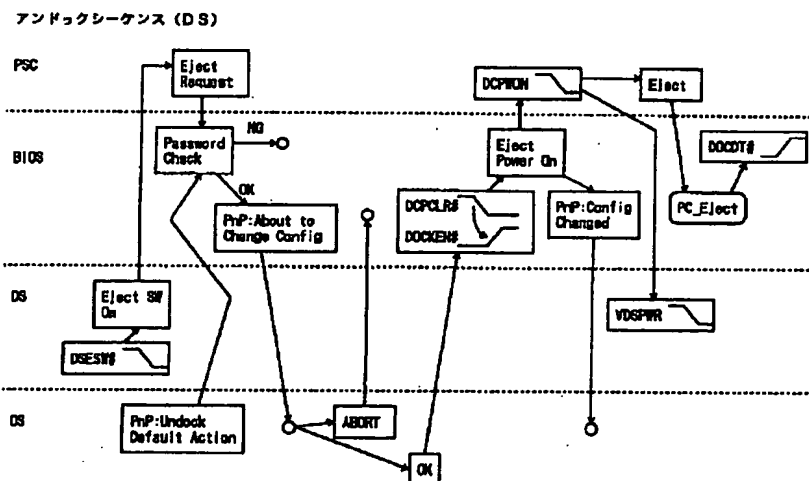 アンドックシーケンス (DS)
PSC
Eject
Request
DCPWON
Eject
BIOS
Password
Check
NG
OK
PnP:About to
Change Config
Eject
Power On
DCPCLR#
DOCKEN#
PnP:Config
Changed
DOCDT#
PC_Eject
DS
Eject SW
On
DSESW#
VDSPWR
OS
PnP:Undock
Default Action
ABORT
OK